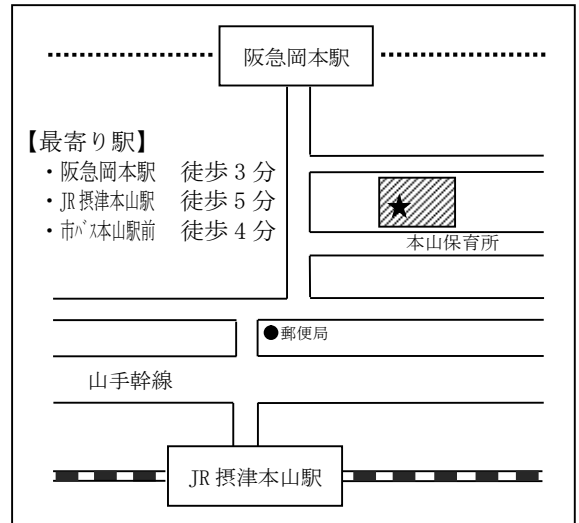 阪急岡本駅
【最寄り駅】
・阪急岡本駅　徒歩3分
・JR摂津本山駅　徒歩5分
・市バス本山駅前　徒歩4分
本山保育所
●郵便局
山手幹線
JR摂津本山駅